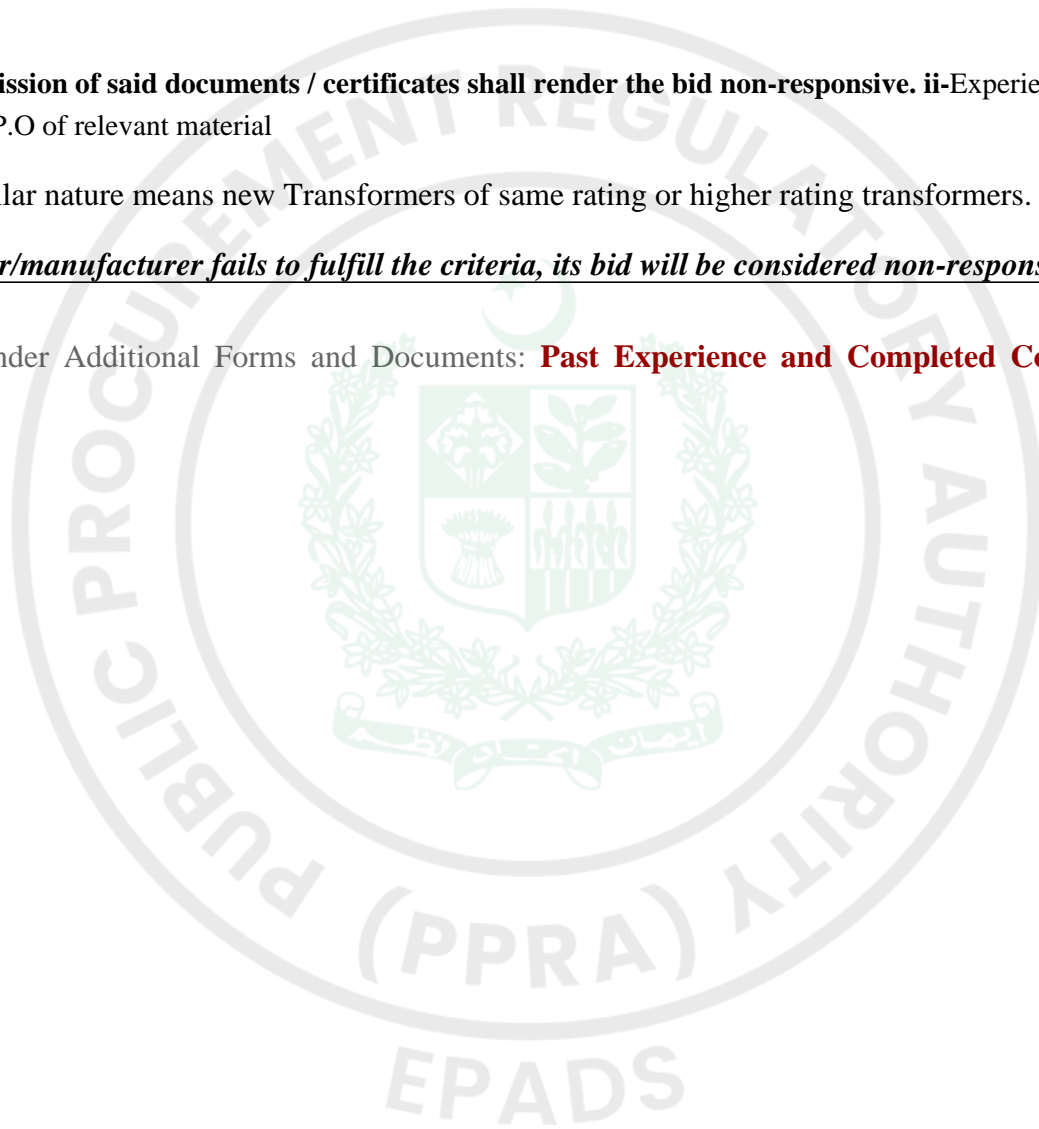 ission of said documents / certificates shall render the bid non-responsive. ii-Experie
P.O of relevant material
lar nature means new Transformers of same rating or higher rating transformers.
r/manufacturer fails to fulfill the criteria, its bid will be considered non-respons
nder Additional Forms and Documents: Past Experience and Completed Co
PUBLIC PROCUREMENT REGULATORY AUTHORITY
(PPRA)
EPADS